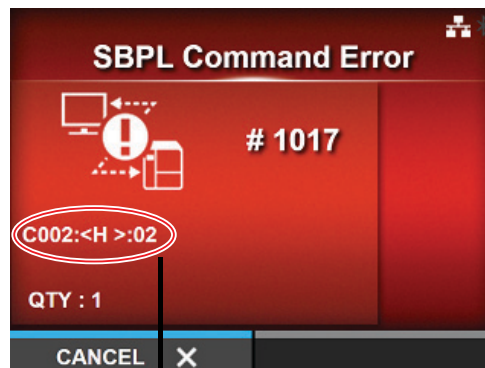 SBPL Command Error
# 1017
C002:<H >:02
QTY : 1
CANCEL